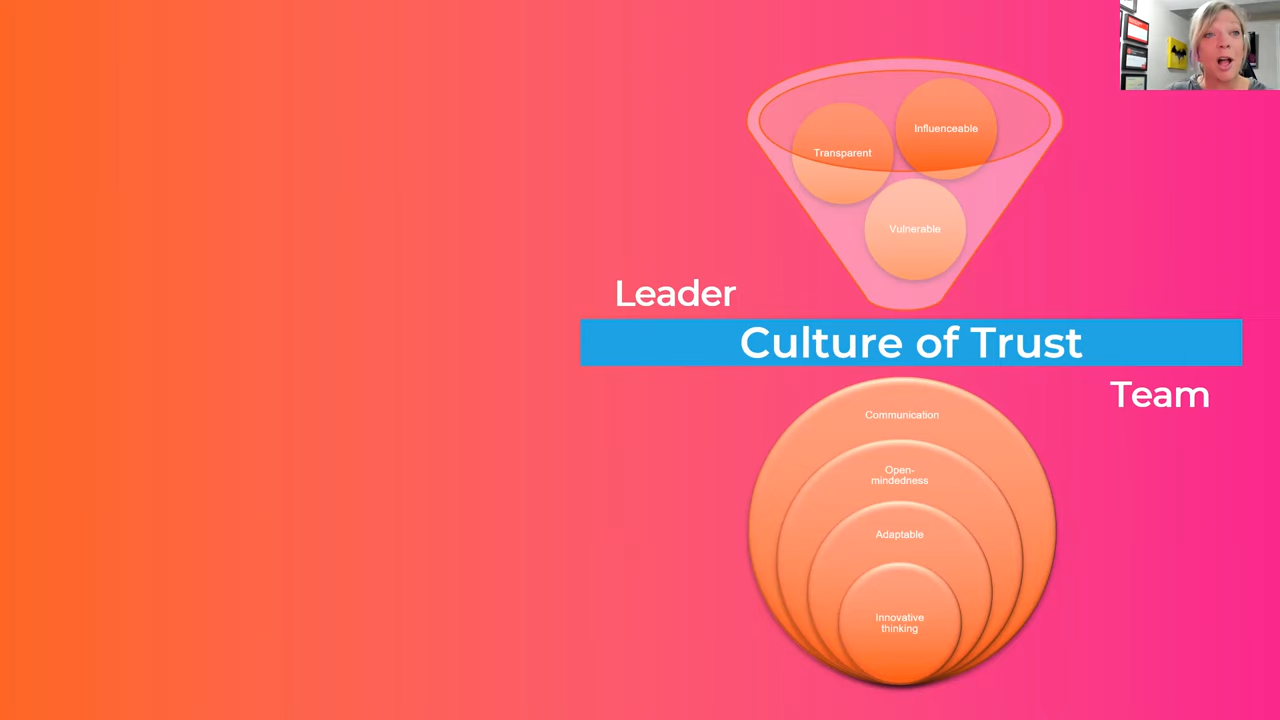 Influenceable
Transparent
Vulnerable
Leader
Culture of Trust
Team
Communication
Open-
mindedness
Adaptable
Innovative
thinking